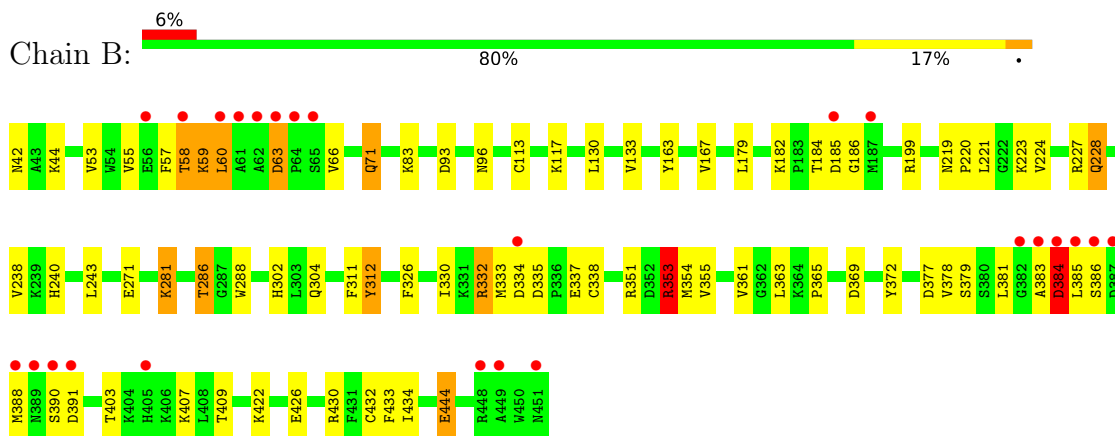 6%
Chain B:
80% 17% •
N42 A43 K44 V53 W54 V55 E56 F57 T58 K59 L60 A61 A62 D63 P64 S65 V66 Q71 K83 D93 N96 C113 K117 L130 V133 Y163 V167 L179 K182 P183 T184 D185 G186 M187 R199 N219 P220 L221 G222 K223 V224 R227 Q228
V238 K239 H240 L243 E271 K281 T286 G287 W288 H302 L303 Q304 F311 Y312 F326 I330 K331 R332 M333 D334 D335 P336 E337 C338 R351 D352 R353 M354 V355 V361 G362 L363 K364 P365 D369 Y372 D377 V378 S379 S380 L381 G382 A383 D384 L385 S386 D387
M388 N389 S390 D391 T403 K404 H405 K406 K407 L408 T409 K422 E426 R430 F431 C432 F433 I434 E444 R448 A449 W450 N451